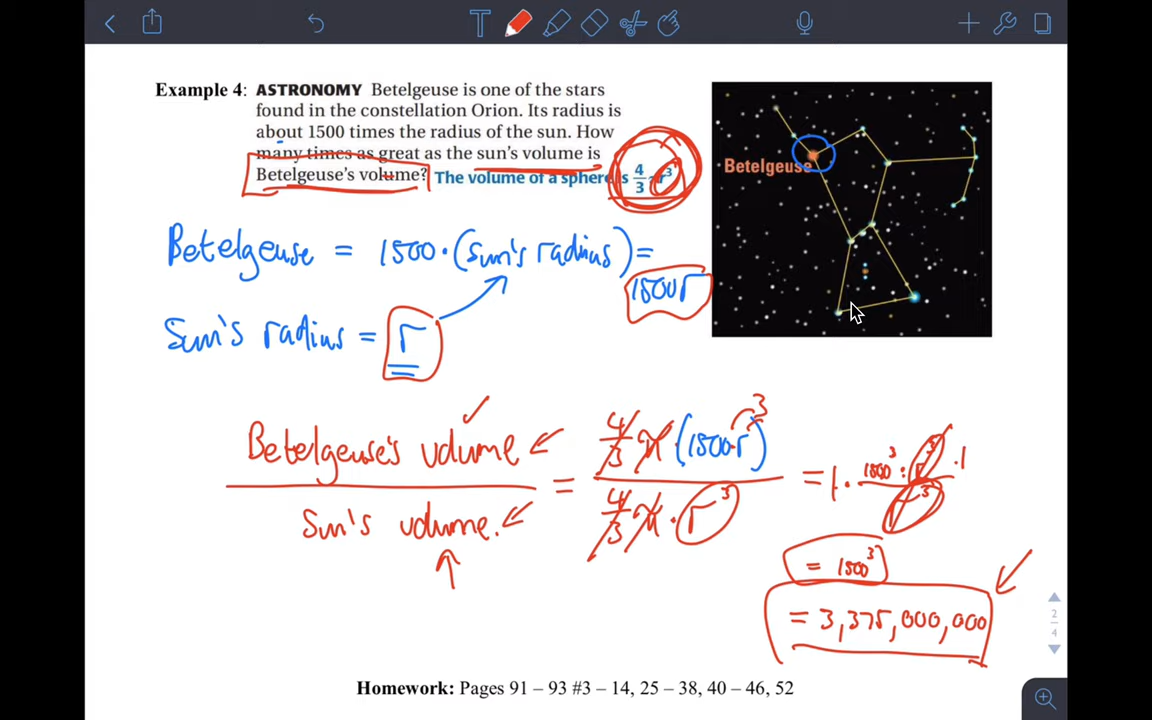 Example 4: ASTRONOMY Betelgeuse is one of the stars
found in the constellation Orion. Its radius is
about 1500 times the radius of the sun. How
many times as great as the sun's volume is
Betelgeuse's volume? The volume of a sphere is 4/3 πr³
Betelgeuse
Betelgeuse = 1500·(Sun's radius) =
1500r
Sun's radius = r
Betelgeuse's volume / Sun's volume. = 4/3 π (1500·r)³ / 4/3 π · r³ = 1 · 1500³ · r³ / r³ · 1
= 1500³
= 3,375,000,000
2/4
Homework: Pages 91 – 93 #3 – 14, 25 – 38, 40 – 46, 52